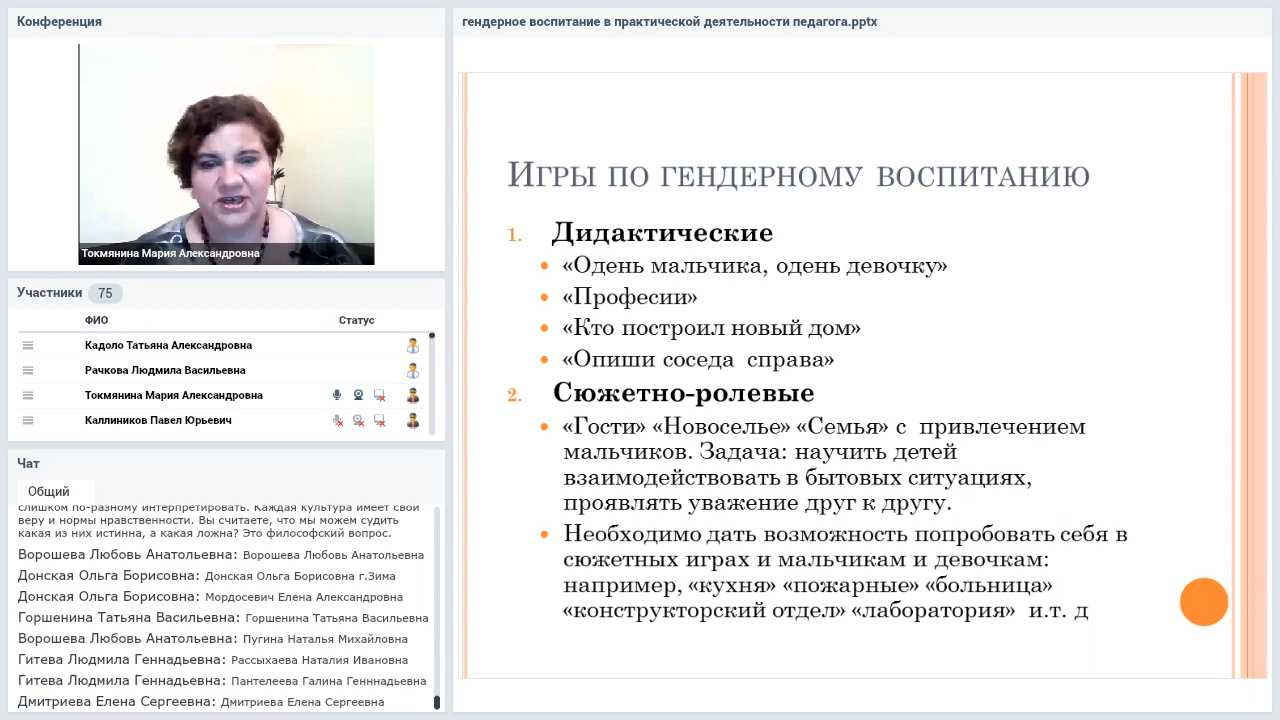 Конференция
Токмянина Мария Александровна
Участники 75
ФИО Статус
Кадоло Татьяна Александровна
Рачкова Людмила Васильевна
Токмянина Мария Александровна
Каллиников Павел Юрьевич
Чат
Общий
слишком по-разному интерпретировать. Каждая культура имеет свои
веру и нормы нравственности. Вы считаете, что мы можем судить
какая из них истинна, а какая ложна? Это философский вопрос.
Ворошева Любовь Анатольевна: Ворошева Любовь Анатольевна
Донская Ольга Борисовна: Донская Ольга Борисовна г.Зима
Донская Ольга Борисовна: Мордосевич Елена Александровна
Горшенина Татьяна Васильевна: Горшенина Татьяна Васильевна
Ворошева Любовь Анатольевна: Пугина Наталья Михайловна
Гитева Людмила Геннадьевна: Рассыхаева Наталия Ивановна
Гитева Людмила Геннадьевна: Пантелеева Галина Генннадьевна
Дмитриева Елена Сергеевна: Дмитриева Елена Сергеевна
гендерное воспитание в практической деятельности педагога.pptx
Игры по гендерному воспитанию
1. Дидактические
• «Одень мальчика, одень девочку»
• «Професии»
• «Кто построил новый дом»
• «Опиши соседа справа»
2. Сюжетно-ролевые
• «Гости» «Новоселье» «Семья» с привлечением
мальчиков. Задача: научить детей
взаимодействовать в бытовых ситуациях,
проявлять уважение друг к другу.
• Необходимо дать возможность попробовать себя в
сюжетных играх и мальчикам и девочкам:
например, «кухня» «пожарные» «больница»
«конструкторский отдел» «лаборатория» и.т. д